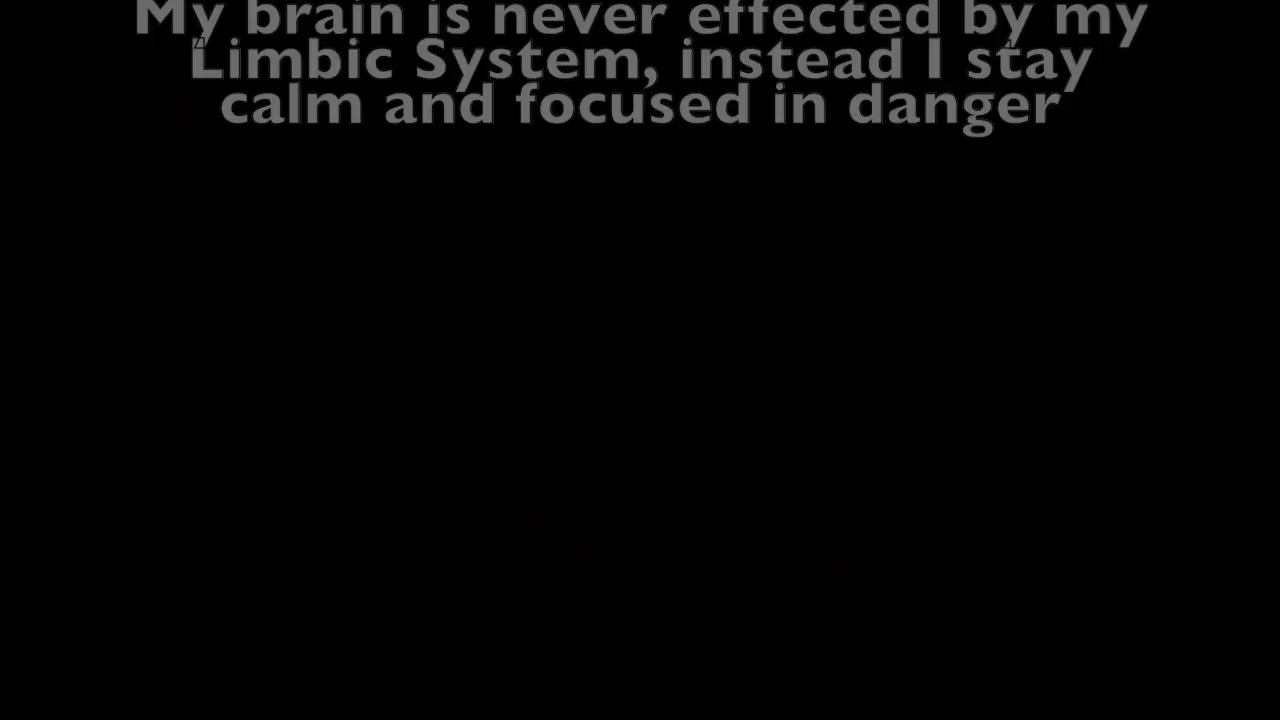 My brain is never effected by my
Limbic System, instead I stay
calm and focused in danger